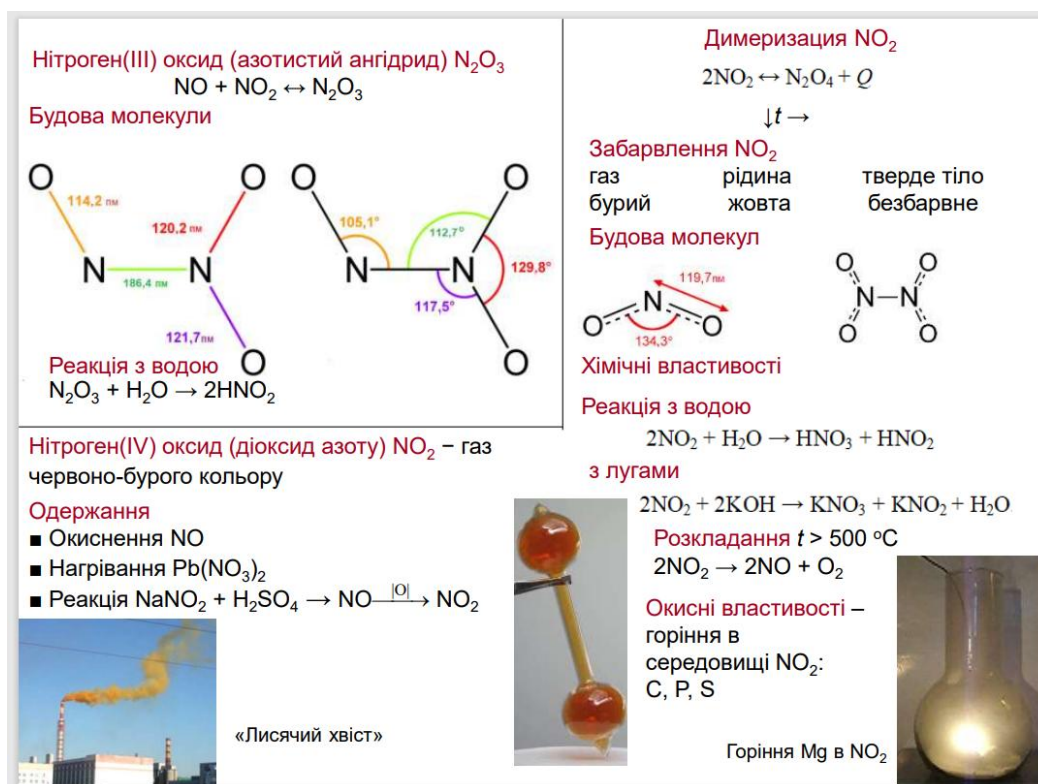 Нітроген(III) оксид (азотистий ангідрид) N₂O₃
NO + NO₂ ↔ N₂O₃
Будова молекули
O
O
O
O
114,2 пм
120,2 пм
105,1°
112,7°
N
N
N
N
186,4 пм
129,8°
117,5°
121,7пм
O
O
Реакція з водою
N₂O₃ + H₂O → 2HNO₂
Нітроген(IV) оксид (діоксид азоту) NO₂ − газ
червоно-бурого кольору
Одержання
■ Окиснення NO
■ Нагрівання Pb(NO₃)₂
■ Реакція NaNO₂ + H₂SO₄ → NO —|O|→ NO₂
«Лисячий хвіст»
Димеризация NO₂
2NO₂ ↔ N₂O₄ + Q
↓t →
Забарвлення NO₂
газ рідина тверде тіло
бурий жовта безбарвне
Будова молекул
119,7пм
N
O
O
134,3°
O
O
N
N
O
O
Хімічні властивості
Реакція з водою
2NO₂ + H₂O → HNO₃ + HNO₂
з лугами
2NO₂ + 2KOH → KNO₃ + KNO₂ + H₂O
Розкладання t > 500 ºC
2NO₂ → 2NO + O₂
Окисні властивості –
горіння в
середовищі NO₂:
C, P, S
Горіння Mg в NO₂